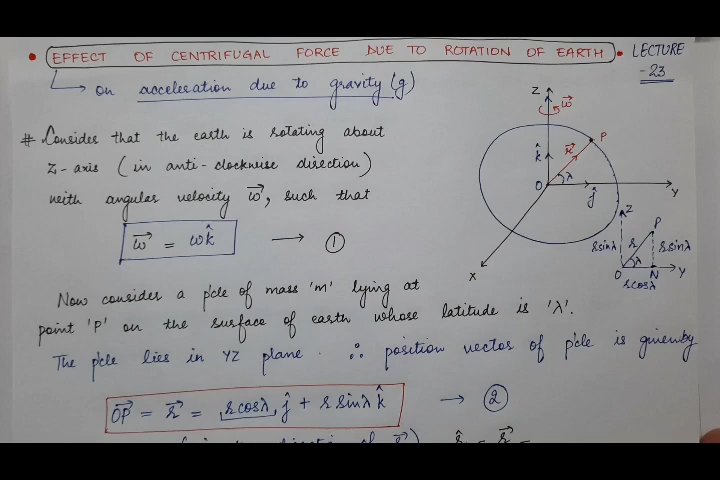 • EFFECT OF CENTRIFUGAL FORCE DUE TO ROTATION OF EARTH •
LECTURE
-23
↳ on acceleration due to gravity (g)
# Consider that the earth is rotating about
Z-axis (in anti-clockwise direction)
with angular velocity ω⃗, such that
ω⃗ = ωk̂ → ①
Z
ω⃗
P
k̂
r⃗
O
λ
ĵ
Y
X
Z
P
r sinλ
r
r sinλ
λ
O
N
Y
r cosλ
Now consider a p'cle of mass 'm' lying at
point 'P' on the surface of earth whose latitude is 'λ'.
The p'cle lies in YZ plane. ∴ position vector of p'cle is given by
OP⃗ = r⃗ = r cosλ ĵ + r sinλ k̂ → ②